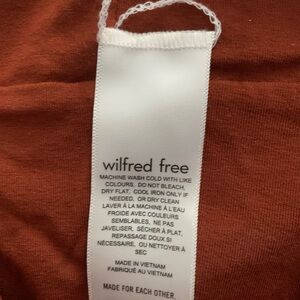 wilfred free
MACHINE WASH COLD WITH LIKE
COLOURS, DO NOT BLEACH,
DRY FLAT, COOL IRON ONLY IF
NEEDED, OR DRY CLEAN
LAVER À LA MACHINE À L'EAU
FROIDE AVEC COULEURS
SEMBLABLES, NE PAS
JAVELISER, SÉCHER À PLAT,
REPASSAGE DOUX SI
NÉCESSAIRE, OU NETTOYER À
SEC
MADE IN VIETNAM
FABRIQUÉ AU VIETNAM
MADE FOR EACH OTHER.